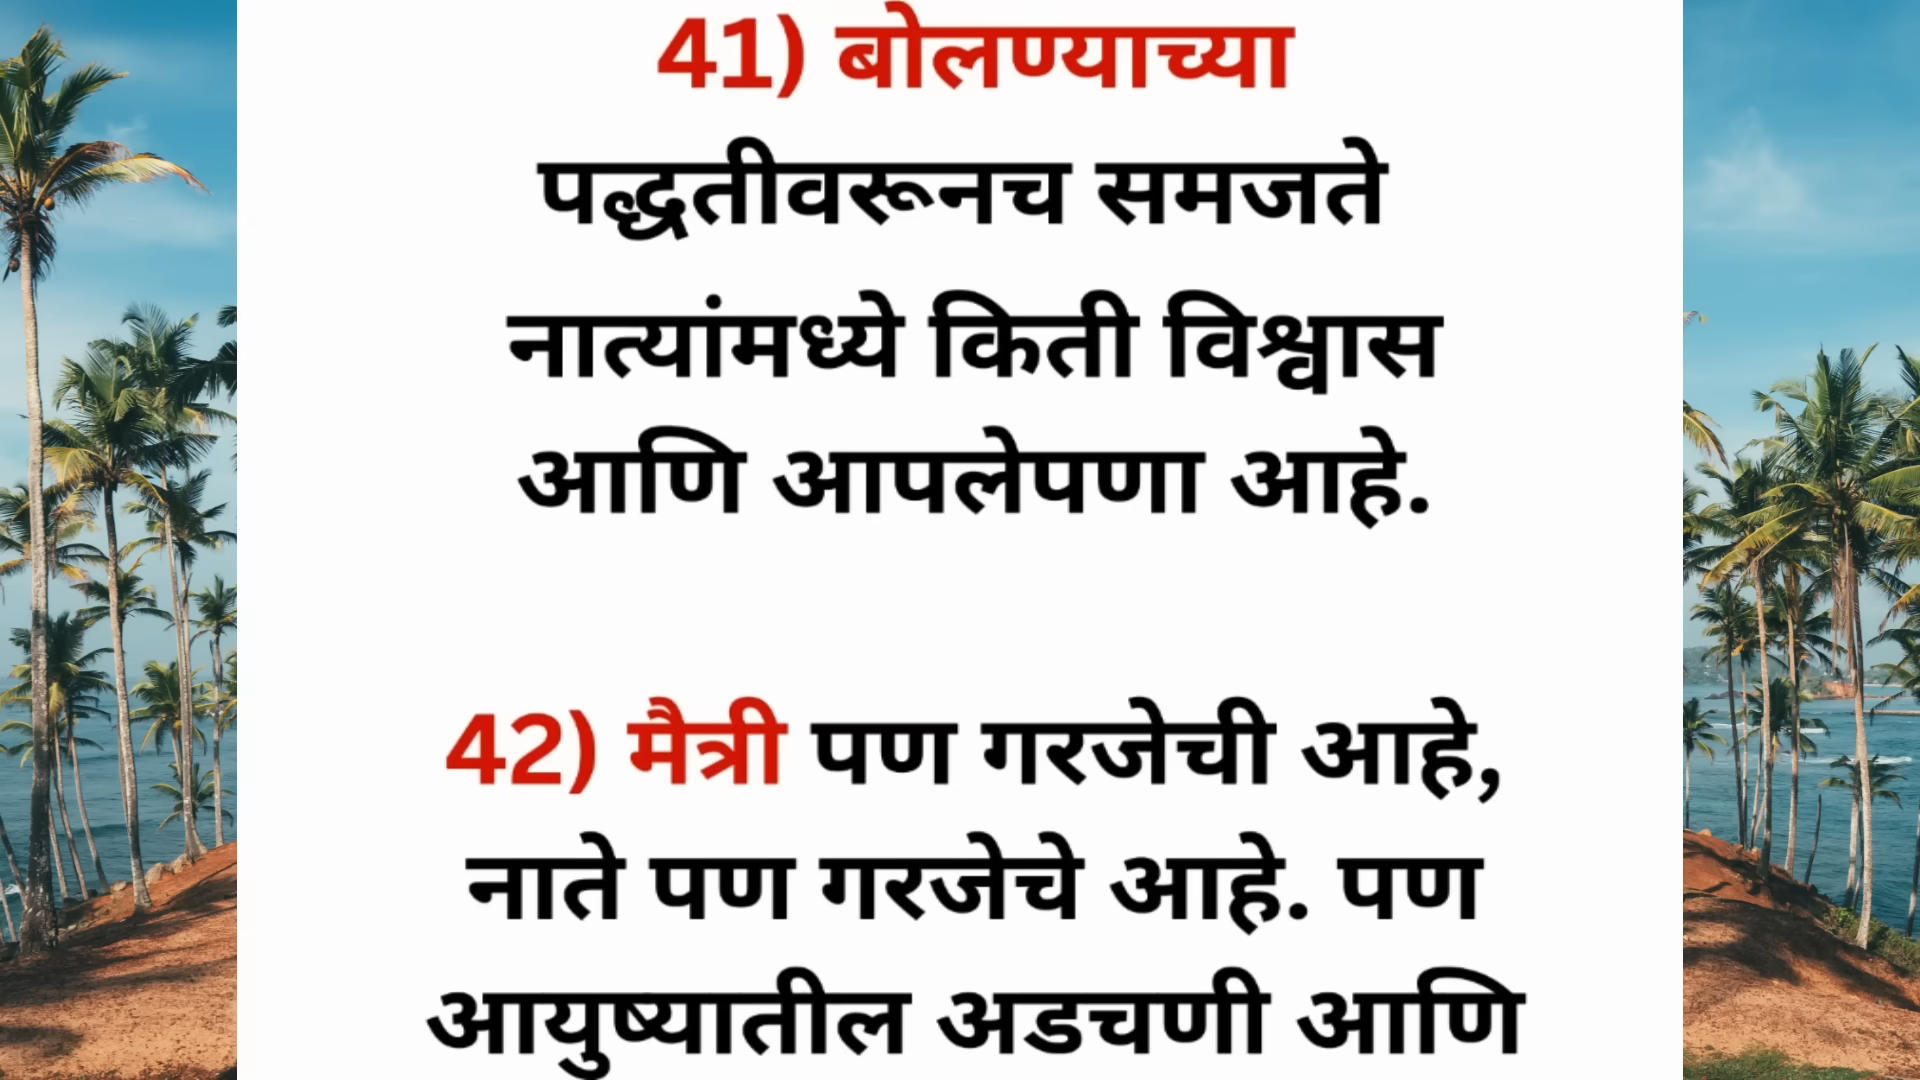 41) बोलण्याच्या
पद्धतीवरूनच समजते
नात्यांमध्ये किती विश्वास
आणि आपलेपणा आहे.
42) मैत्री पण गरजेची आहे,
नाते पण गरजेचे आहे. पण
आयुष्यातील अडचणी आणि